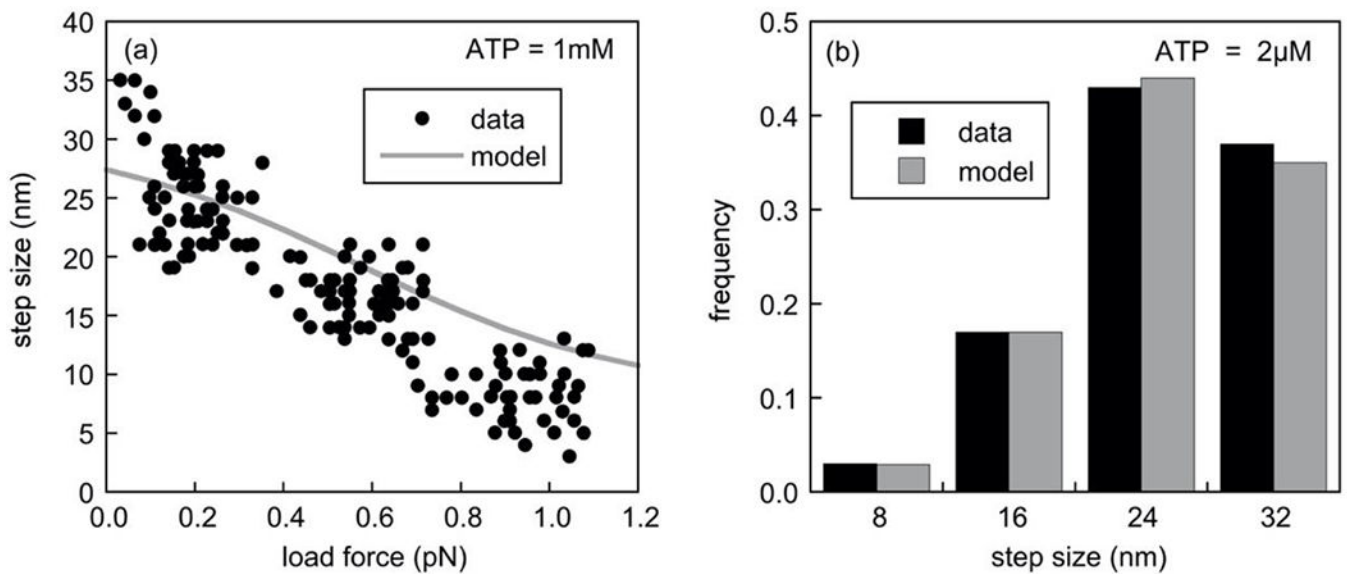 (a)
ATP = 1mM
data
model
step size (nm)
40
35
30
25
20
15
10
5
0
0.0 0.2 0.4 0.6 0.8 1.0 1.2
load force (pN)
(b)
ATP = 2μM
data
model
frequency
0.5
0.4
0.3
0.2
0.1
0.0
8 16 24 32
step size (nm)